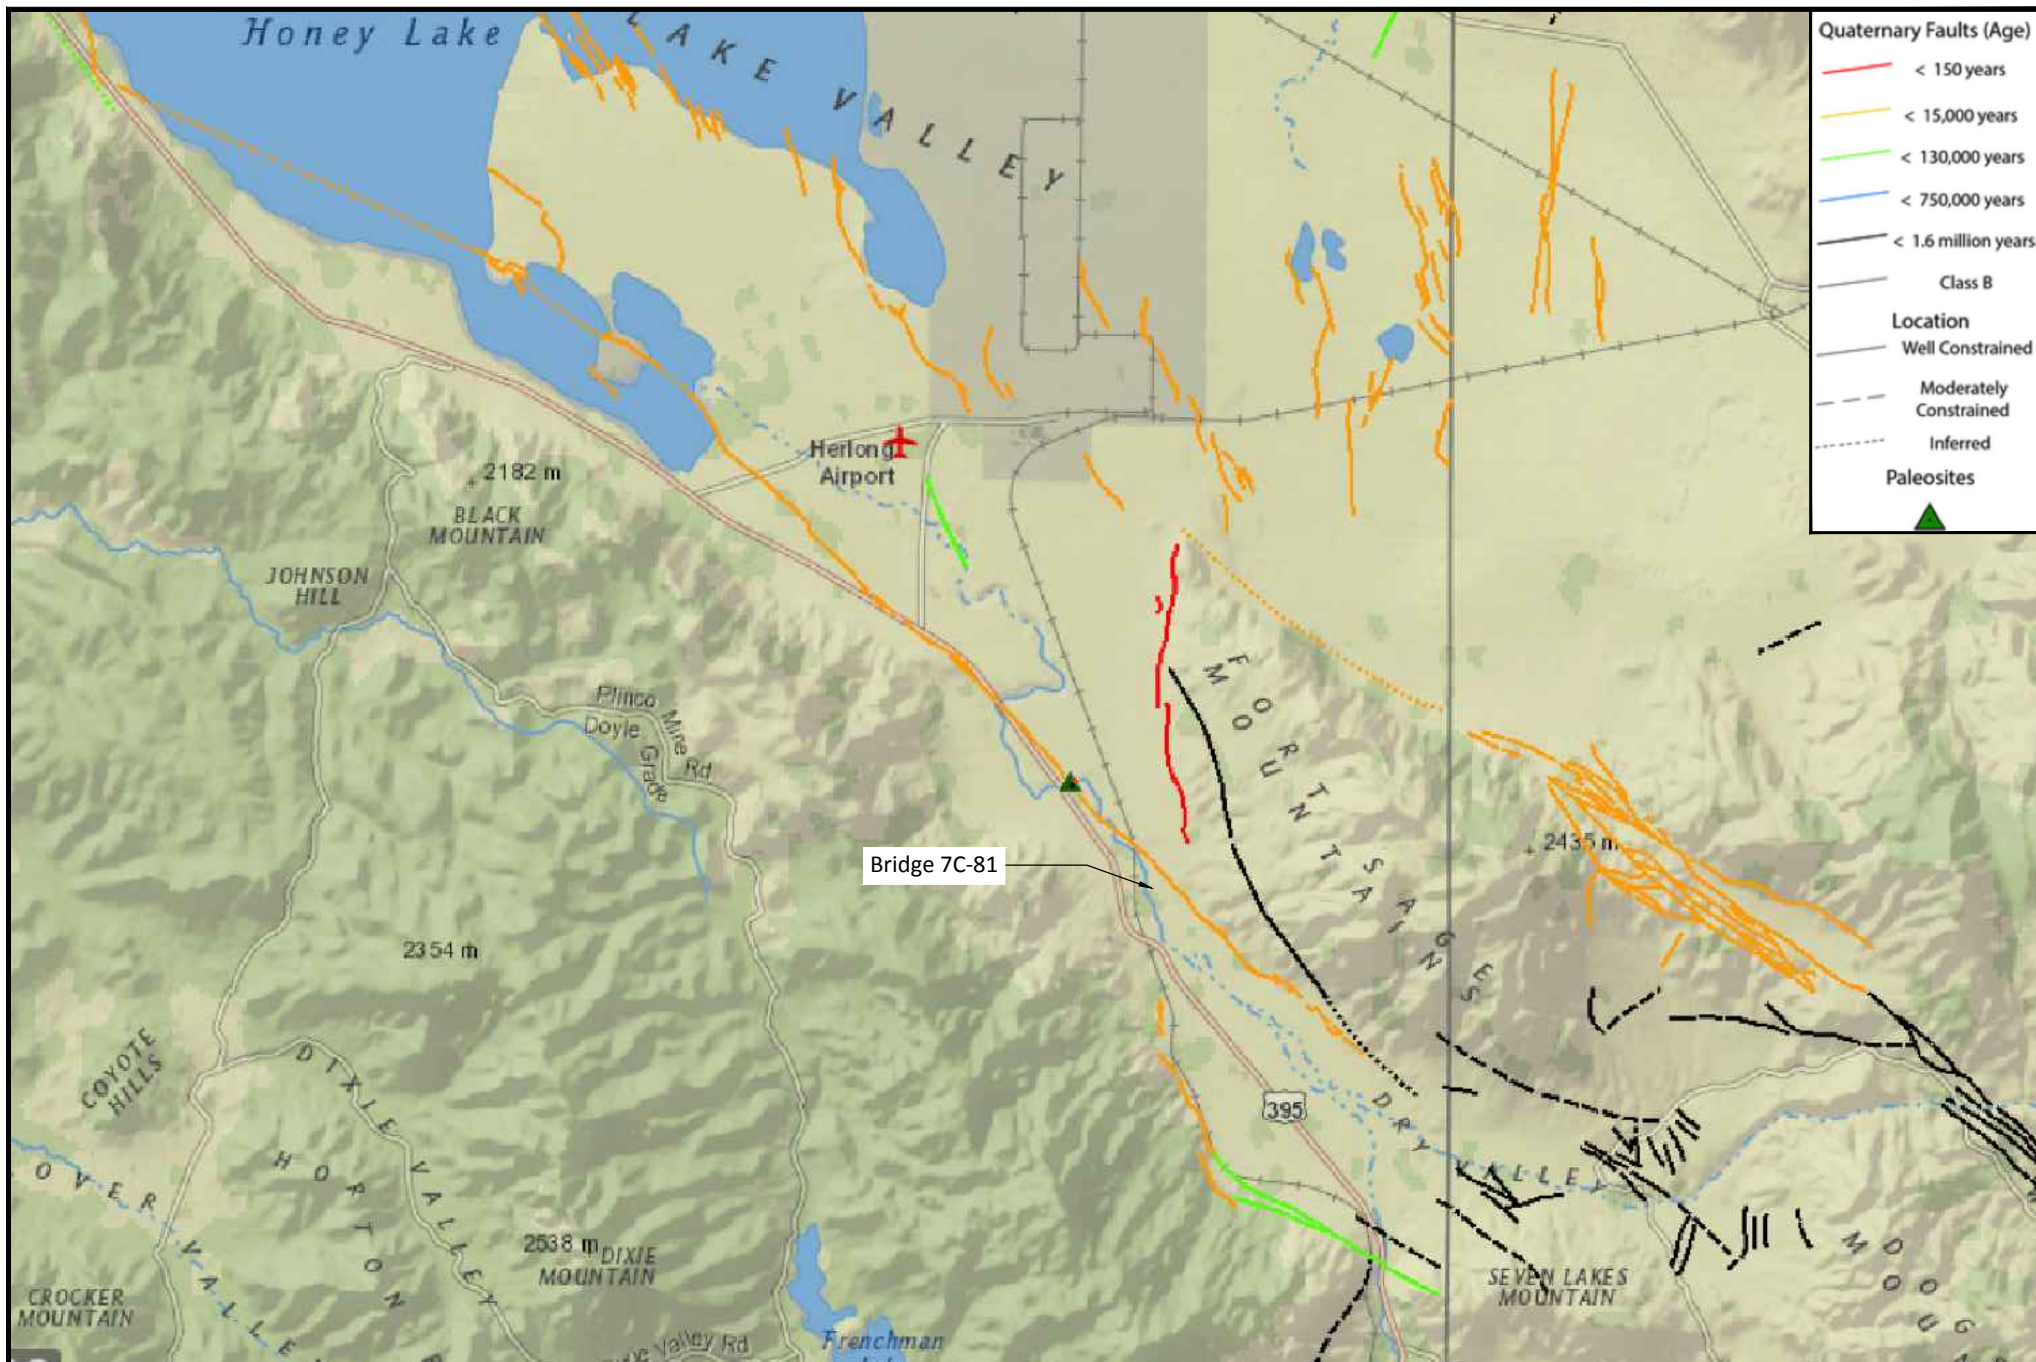 Honey Lake
LAKE VALLEY
Quaternary Faults (Age)
< 150 years
< 15,000 years
< 130,000 years
< 750,000 years
< 1.6 million years
Class B
Location
Well Constrained
Moderately
Constrained
Inferred
Paleosites
Herlong
Airport
2182 m
BLACK
MOUNTAIN
JOHNSON
HILL
Doyle Grade
Rd
FORT SAGE
MOUNTAINS
2435 m
Bridge 7C-81
2354 m
COYOTE
HILLS
DIXIE VALLEY
395
DRY VALLEY
HORTON
2538 m
DIXIE
MOUNTAIN
SEVEN LAKES
MOUNTAIN
CROCKER
MOUNTAIN
Valley Rd
Frenchman